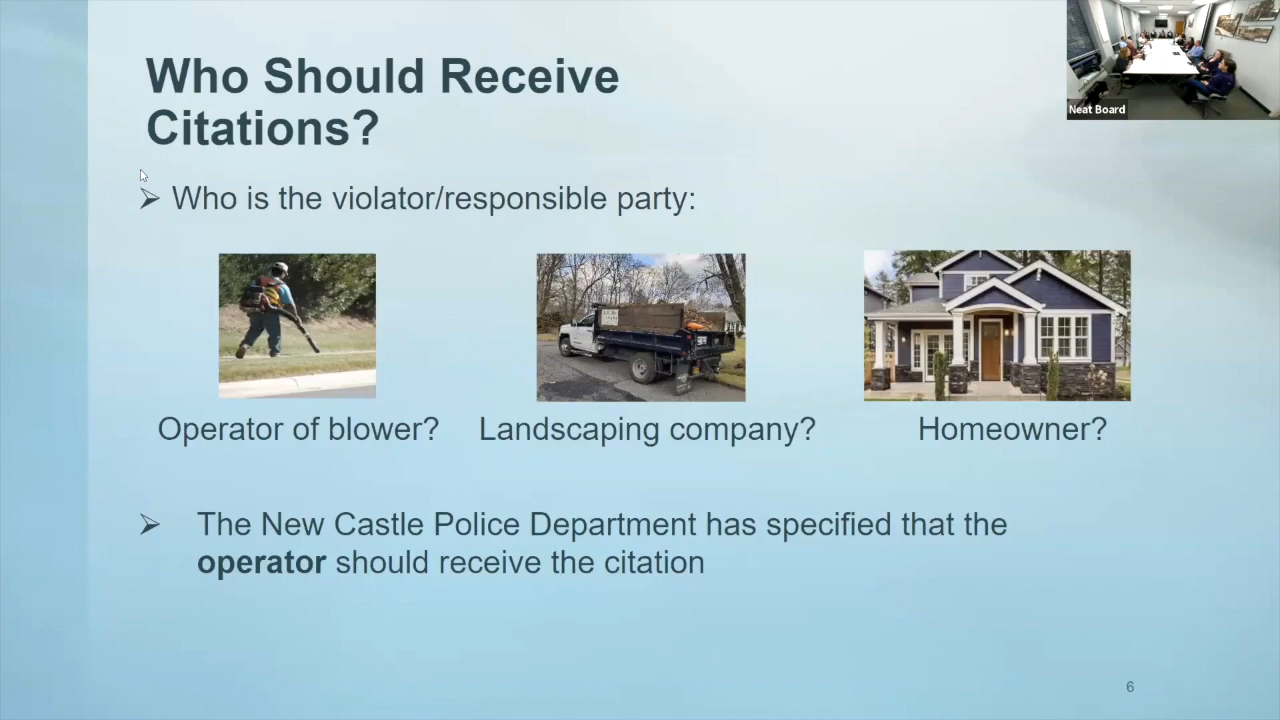 Who Should Receive
Citations?
Neat Board
➢ Who is the violator/responsible party:
Operator of blower? Landscaping company? Homeowner?
➢ The New Castle Police Department has specified that the
operator should receive the citation
6